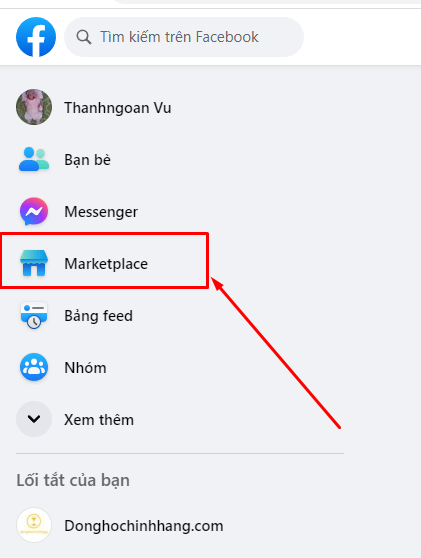 Tìm kiếm trên Facebook
Thanhngoan Vu
Bạn bè
Messenger
Marketplace
Bảng feed
Nhóm
Xem thêm
Lối tắt của bạn
Donghochinhhang.com